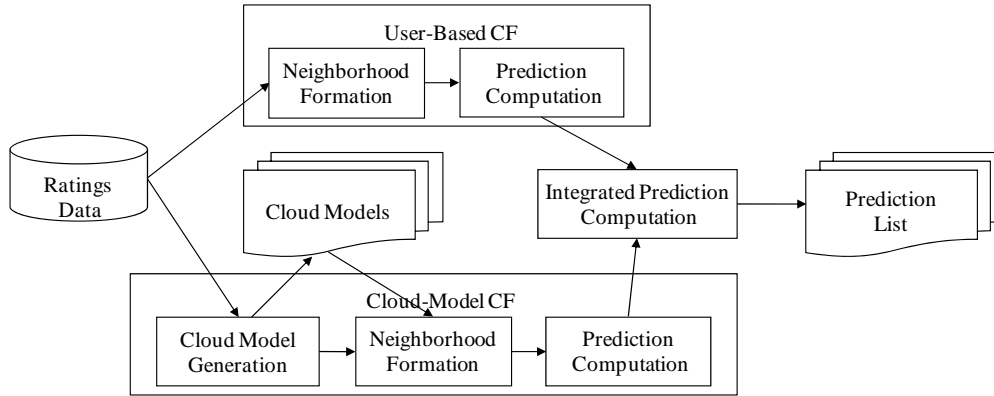 User-Based CF
Neighborhood
Formation
Prediction
Computation
Ratings
Data
Cloud Models
Integrated Prediction
Computation
Prediction
List
Cloud-Model CF
Cloud Model
Generation
Neighborhood
Formation
Prediction
Computation